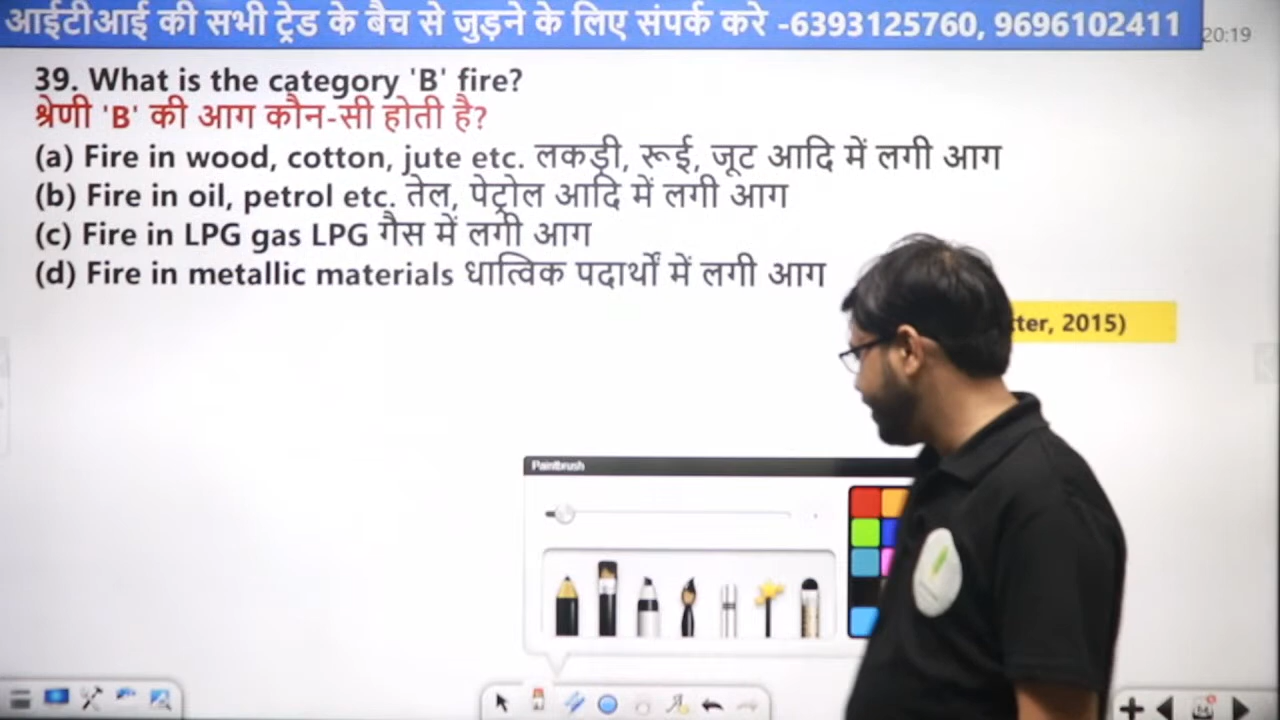 आईटीआई की सभी ट्रेड के बैच से जुड़ने के लिए संपर्क करे -6393125760, 9696102411
20:19
39. What is the category 'B' fire?
श्रेणी 'B' की आग कौन-सी होती है?
(a) Fire in wood, cotton, jute etc. लकड़ी, रूई, जूट आदि में लगी आग
(b) Fire in oil, petrol etc. तेल, पेट्रोल आदि में लगी आग
(c) Fire in LPG gas LPG गैस में लगी आग
(d) Fire in metallic materials धात्विक पदार्थों में लगी आग
2015)
Paintbrush